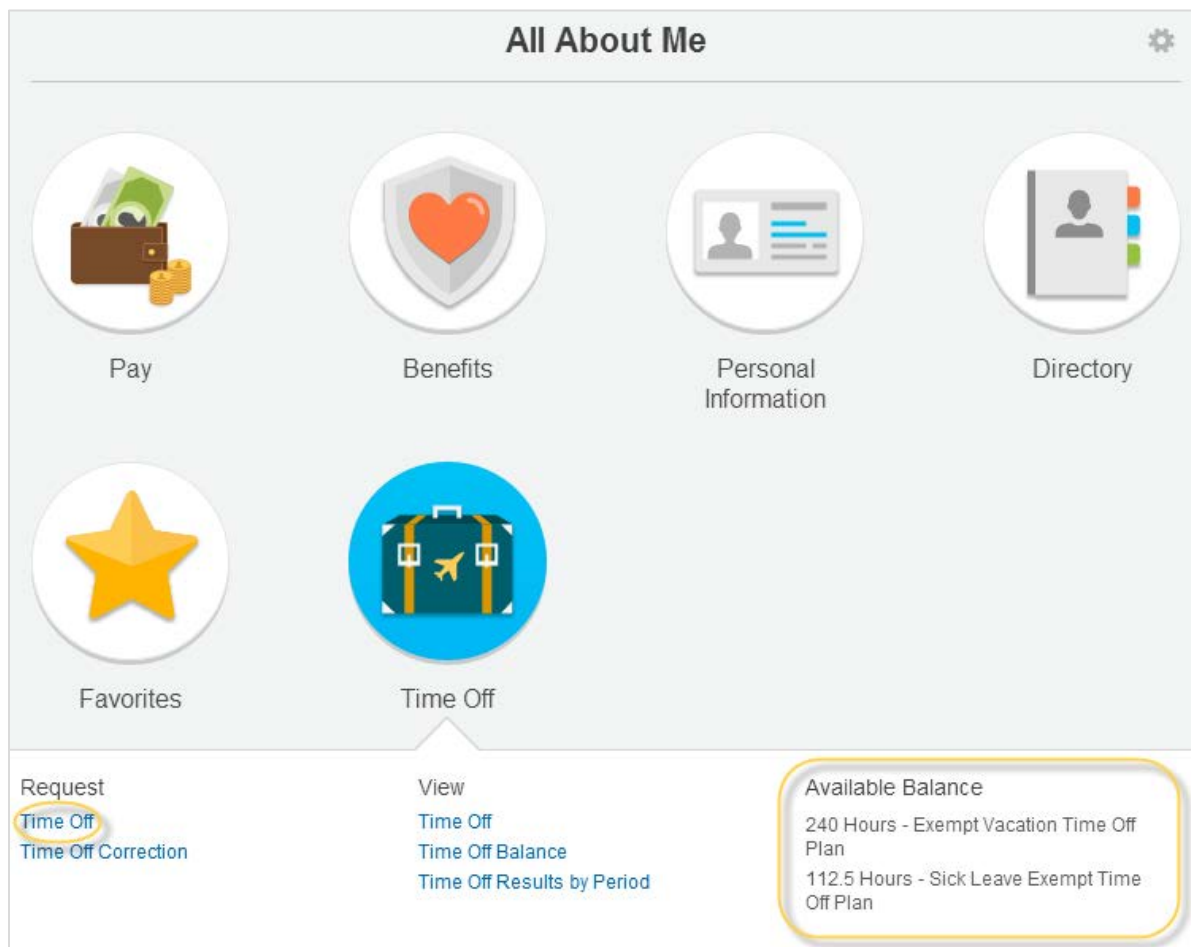 All About Me
Pay
Benefits
Personal
Information
Directory
Favorites
Time Off
Request
Time Off
Time Off Correction
View
Time Off
Time Off Balance
Time Off Results by Period
Available Balance
240 Hours - Exempt Vacation Time Off
Plan
112.5 Hours - Sick Leave Exempt Time
Off Plan